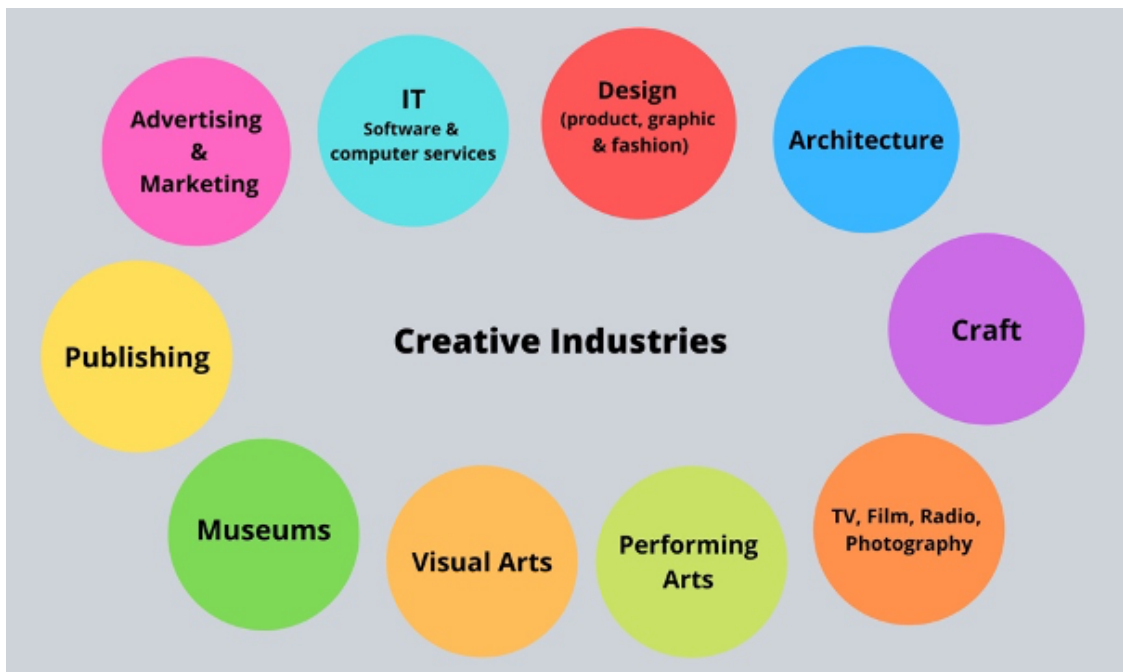 Advertising
&
Marketing
IT
Software &
computer services
Design
(product, graphic
& fashion)
Architecture
Publishing
Creative Industries
Craft
Museums
Visual Arts
Performing
Arts
TV, Film, Radio,
Photography